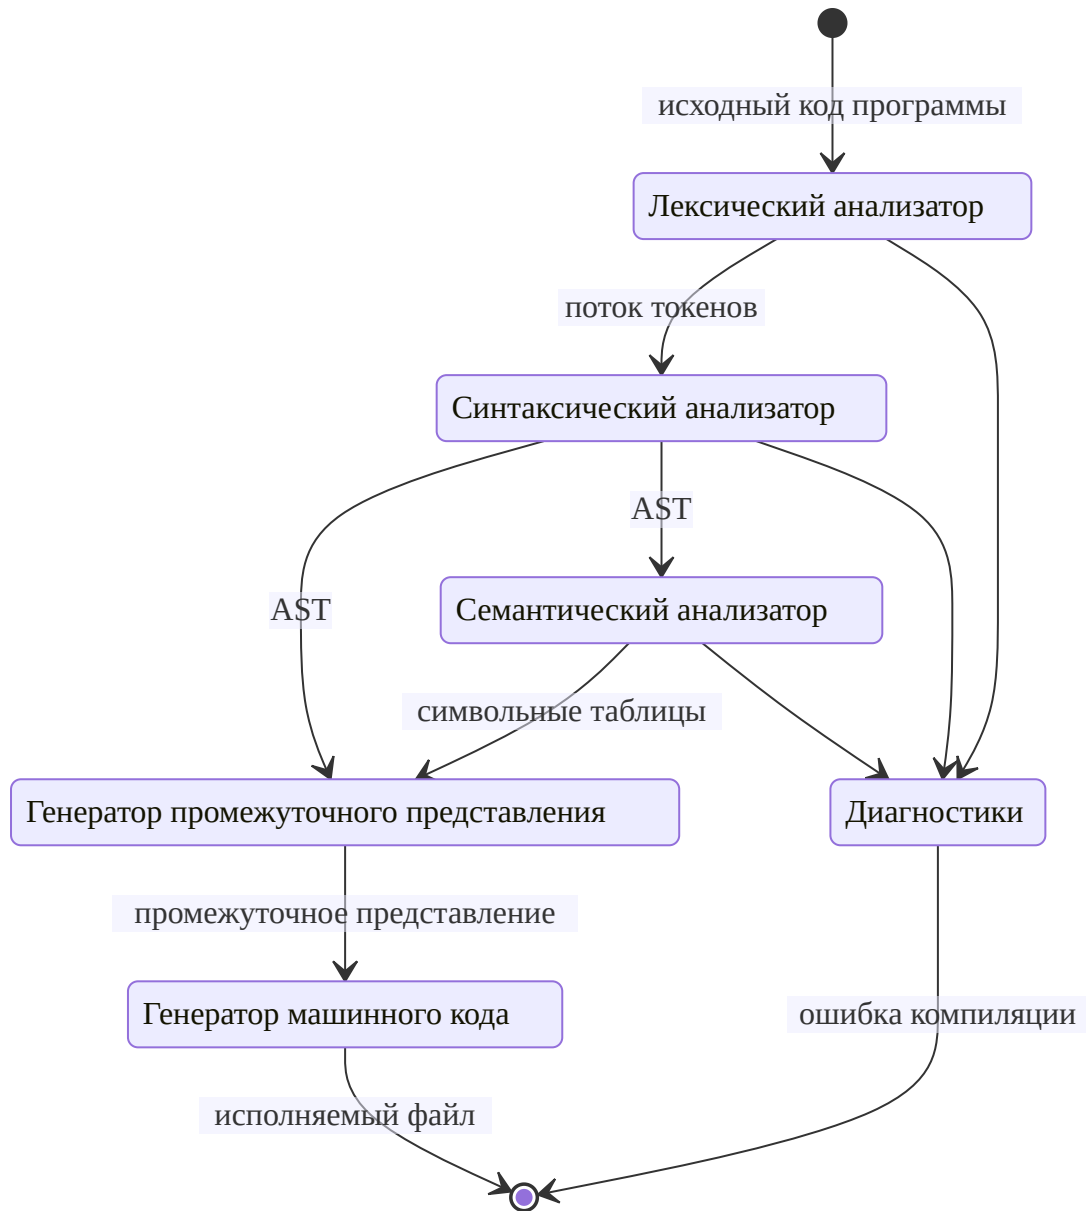 исходный код программы
Лексический анализатор
поток токенов
Синтаксический анализатор
AST
AST
Семантический анализатор
символьные таблицы
Генератор промежуточного представления
Диагностики
промежуточное представление
Генератор машинного кода
ошибка компиляции
исполняемый файл